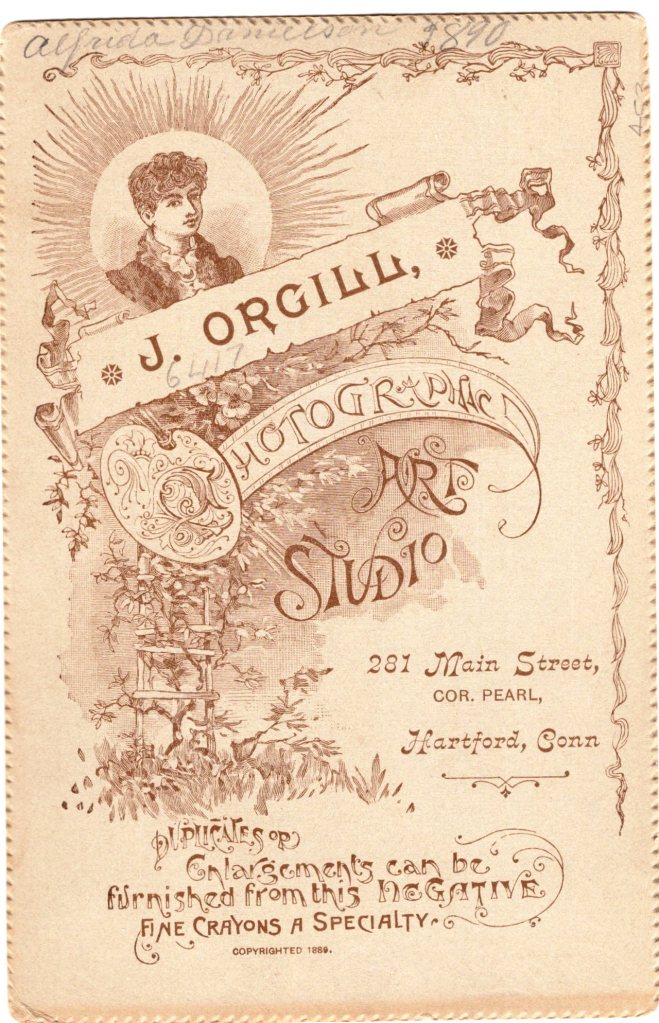 Alfrida Danielson 1890
453
J. ORGILL,
6417
PHOTOGRAPHIC
ART
STUDIO
281 Main Street,
COR. PEARL,
Hartford, Conn
DUPLICATES OR
Enlargements can be
furnished from this NEGATIVE
FINE CRAYONS A SPECIALTY.
COPYRIGHTED 1889.